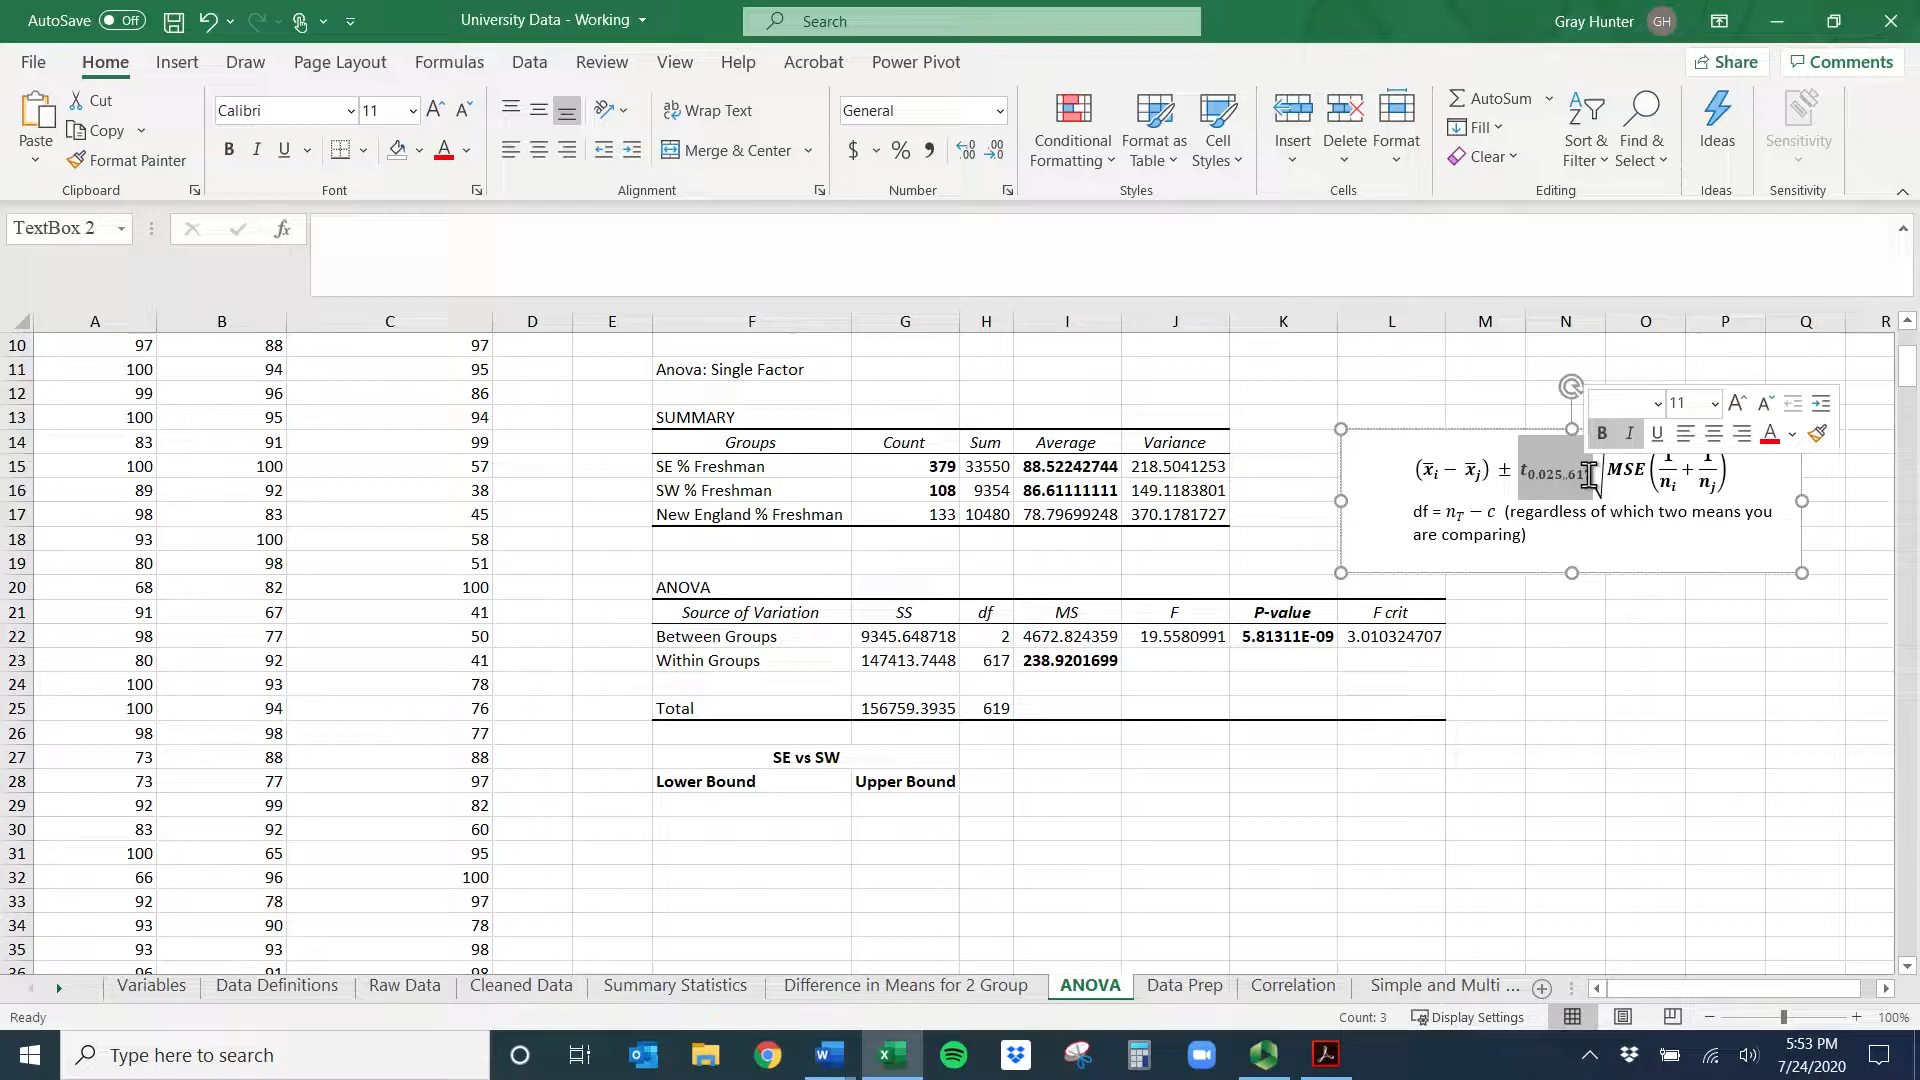 AutoSave Off University Data - Working Search Gray Hunter GH
File Home Insert Draw Page Layout Formulas Data Review View Help Acrobat Power Pivot Share Comments
Paste Cut Copy Format Painter Clipboard
Calibri 11 B I U A Font
ab Wrap Text Merge & Center Alignment
General $ % 9 Number
Conditional Formatting Format as Table Cell Styles Styles
Insert Delete Format Cells
AutoSum Fill Clear Sort & Filter Find & Select Editing
Ideas Ideas
Sensitivity Sensitivity
TextBox 2 fx
A B C D E F G H I J K L M N O P Q R
10 97 88 97
11 100 94 95 Anova: Single Factor
12 99 96 86
13 100 95 94 SUMMARY
14 83 91 99 Groups Count Sum Average Variance
15 100 100 57 SE % Freshman 379 33550 88.52242744 218.5041253
16 89 92 38 SW % Freshman 108 9354 86.61111111 149.1183801
17 98 83 45 New England % Freshman 133 10480 78.79699248 370.1781727
18 93 100 58
19 80 98 51
20 68 82 100 ANOVA
21 91 67 41 Source of Variation SS df MS F P-value F crit
22 98 77 50 Between Groups 9345.648718 2 4672.824359 19.5580991 5.81311E-09 3.010324707
23 80 92 41 Within Groups 147413.7448 617 238.9201699
24 100 93 78
25 100 94 76 Total 156759.3935 619
26 98 98 77
27 73 88 88 SE vs SW
28 73 77 97 Lower Bound Upper Bound
29 92 99 82
30 83 92 60
31 100 65 95
32 66 96 100
33 92 78 97
34 93 90 78
35 93 93 98
36 96 91 98
11 A A
B I U A
(x̄i − x̄j) ± t0.025,,617 √MSE(1/ni + 1/nj)
df = nT − c (regardless of which two means you
are comparing)
Variables Data Definitions Raw Data Cleaned Data Summary Statistics Difference in Means for 2 Group ANOVA Data Prep Correlation Simple and Multi ...
Ready Count: 3 Display Settings 100%
Type here to search
5:53 PM
7/24/2020